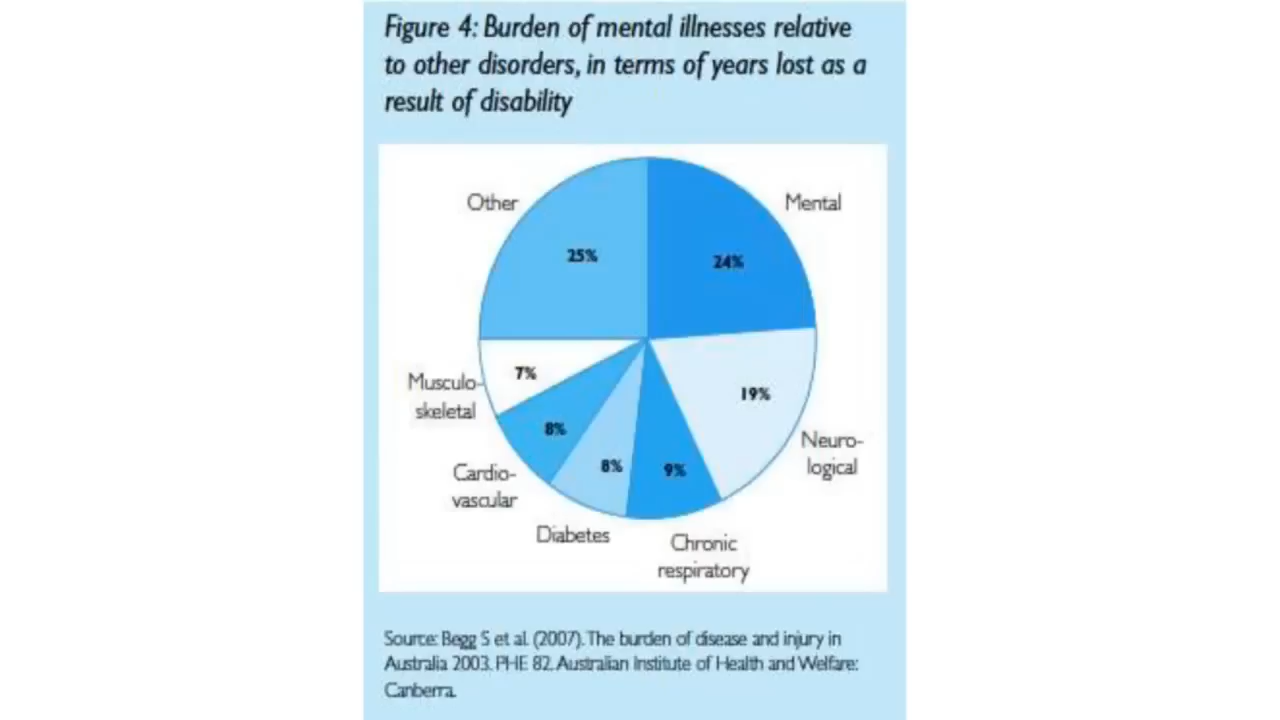 Figure 4: Burden of mental illnesses relative
to other disorders, in terms of years lost as a
result of disability
Other
Mental
25%
24%
7%
Musculo-
skeletal
19%
8%
8%
9%
Neuro-
logical
Cardio-
vascular
Diabetes
Chronic
respiratory
Source: Begg S et al. (2007). The burden of disease and injury in
Australia 2003. PHE 82. Australian Institute of Health and Welfare:
Canberra.